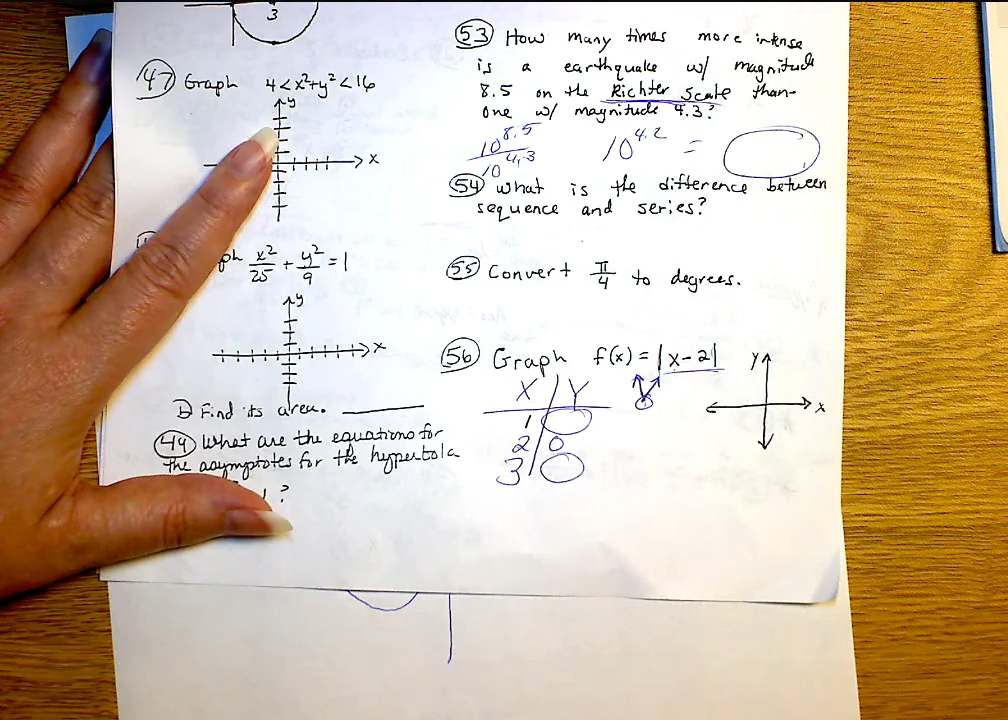 3
47 Graph 4<x²+y²<16
y
x
ph x²/25 + y²/9 = 1
y
x
b Find its area.
49 What are the equations for
the asymptotes for the hyperbola
1?
53 How many times more intense
is a earthquake w/ magnitude
8.5 on the Richter Scale than
one w/ magnitude 4.3?
10^8.5/10^4.3 10^4.2 =
54 What is the difference between
sequence and series?
55 Convert π/4 to degrees.
56 Graph f(x) = |x-2|
X Y
1
2 0
3
y
x